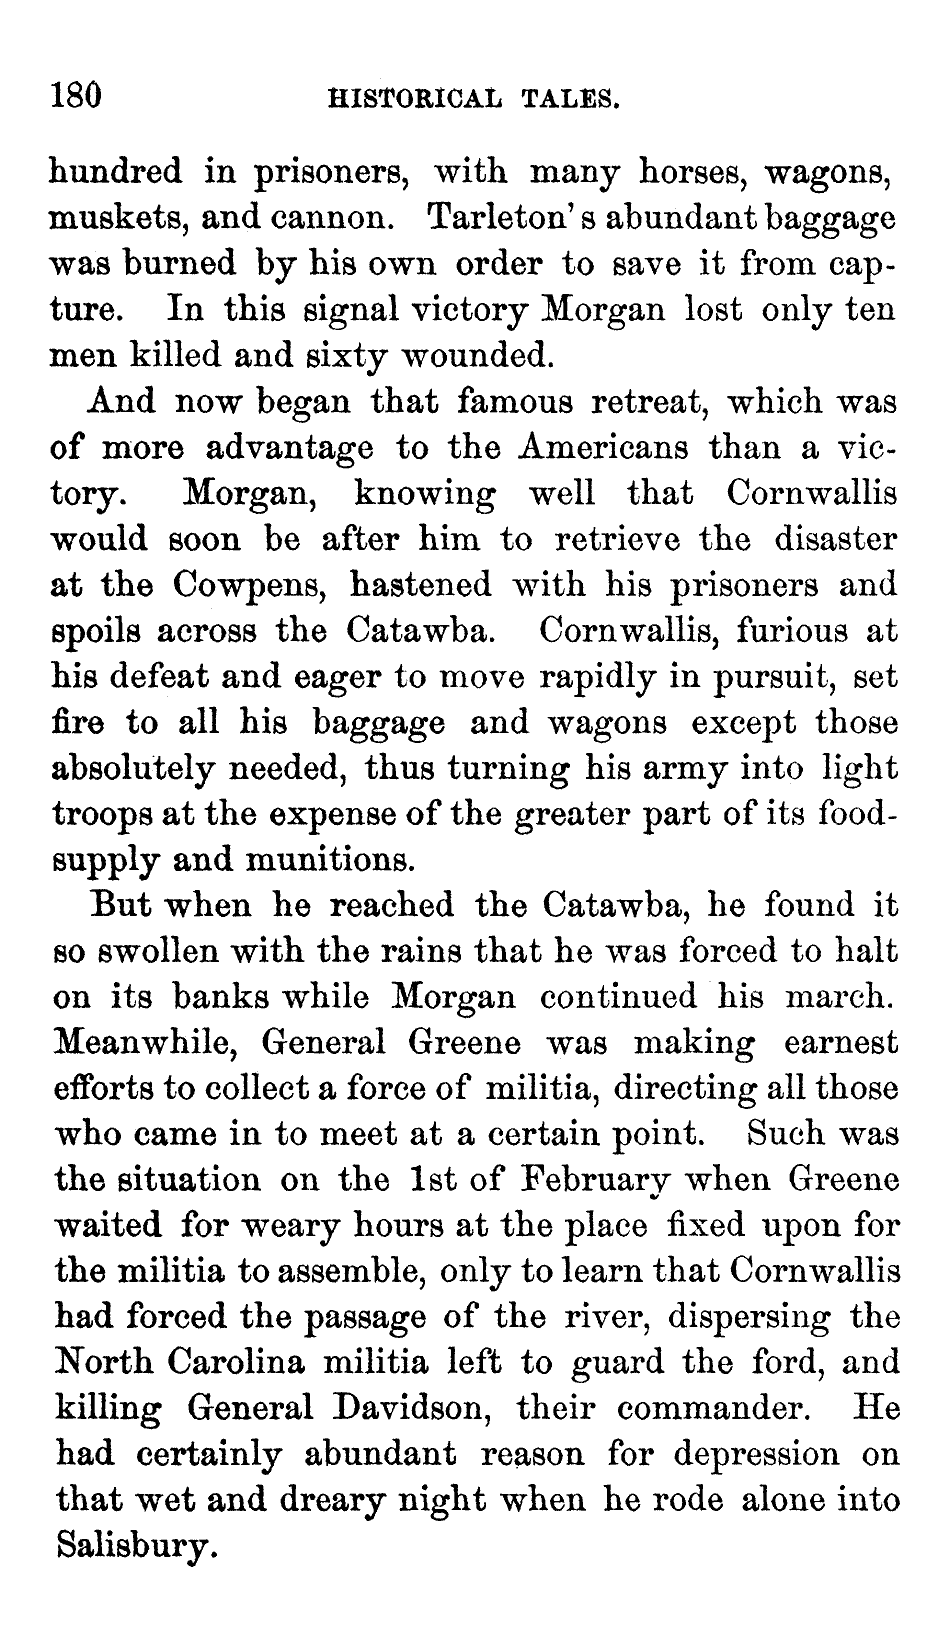 180 HISTORICAL TALES.
hundred in prisoners, with many horses, wagons,
muskets, and cannon. Tarleton's abundant baggage
was burned by his own order to save it from cap-
ture. In this signal victory Morgan lost only ten
men killed and sixty wounded.
And now began that famous retreat, which was
of more advantage to the Americans than a vic-
tory. Morgan, knowing well that Cornwallis
would soon be after him to retrieve the disaster
at the Cowpens, hastened with his prisoners and
spoils across the Catawba. Cornwallis, furious at
his defeat and eager to move rapidly in pursuit, set
fire to all his baggage and wagons except those
absolutely needed, thus turning his army into light
troops at the expense of the greater part of its food-
supply and munitions.
But when he reached the Catawba, he found it
so swollen with the rains that he was forced to halt
on its banks while Morgan continued his march.
Meanwhile, General Greene was making earnest
efforts to collect a force of militia, directing all those
who came in to meet at a certain point. Such was
the situation on the 1st of February when Greene
waited for weary hours at the place fixed upon for
the militia to assemble, only to learn that Cornwallis
had forced the passage of the river, dispersing the
North Carolina militia left to guard the ford, and
killing General Davidson, their commander. He
had certainly abundant reason for depression on
that wet and dreary night when he rode alone into
Salisbury.